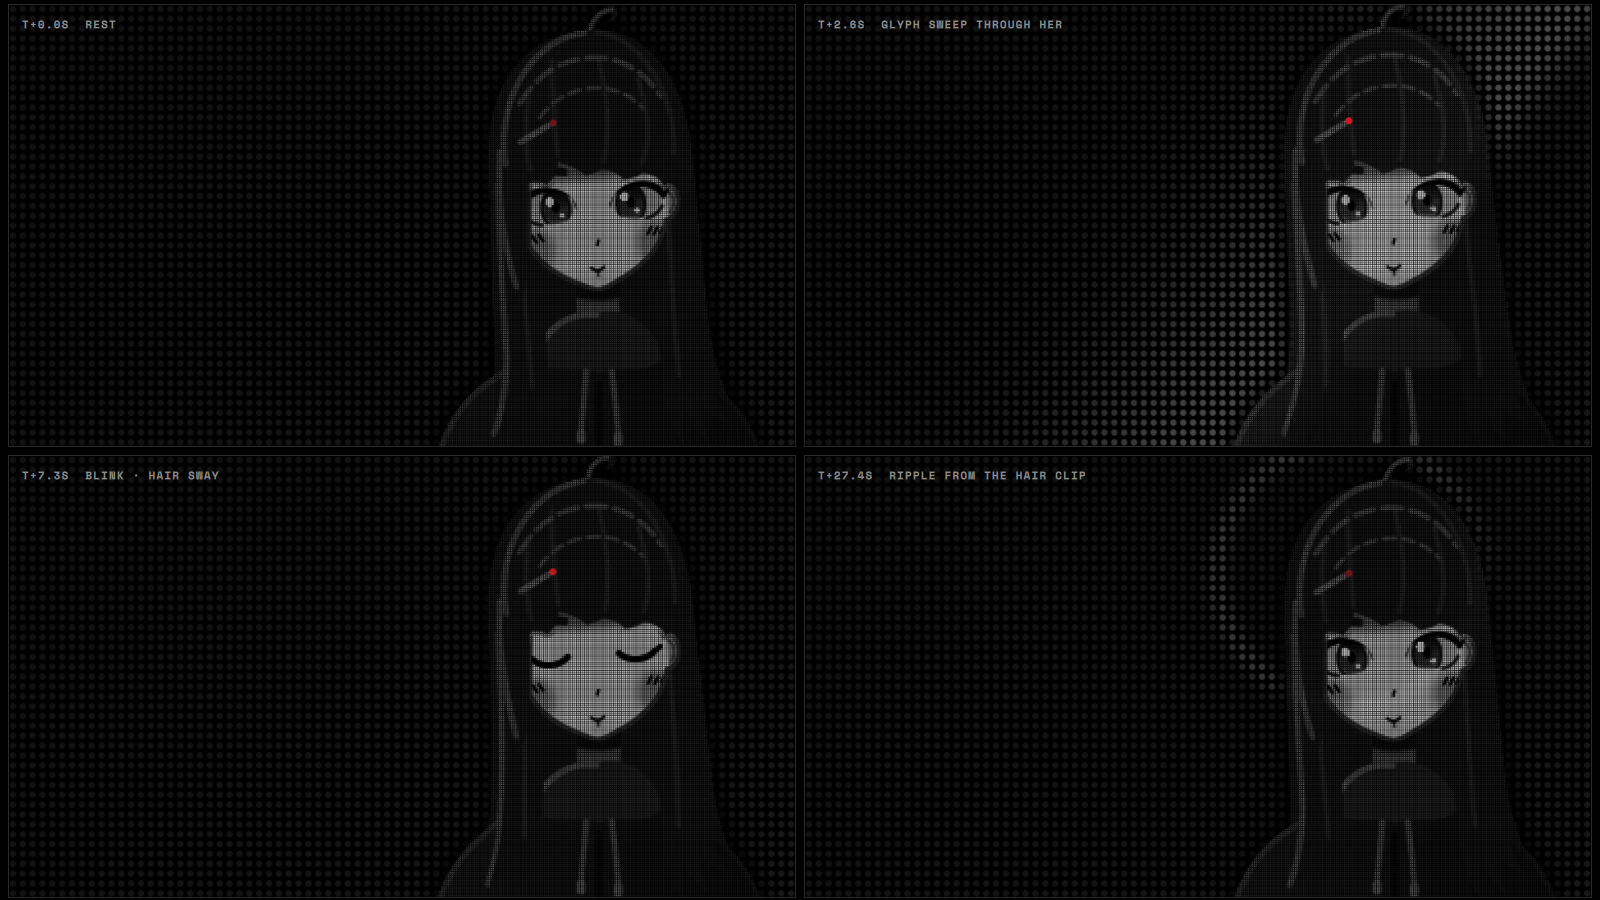 T+0.0S REST
T+2.6S GLYPH SWEEP THROUGH HER
T+7.3S BLINK · HAIR SWAY
T+27.4S RIPPLE FROM THE HAIR CLIP